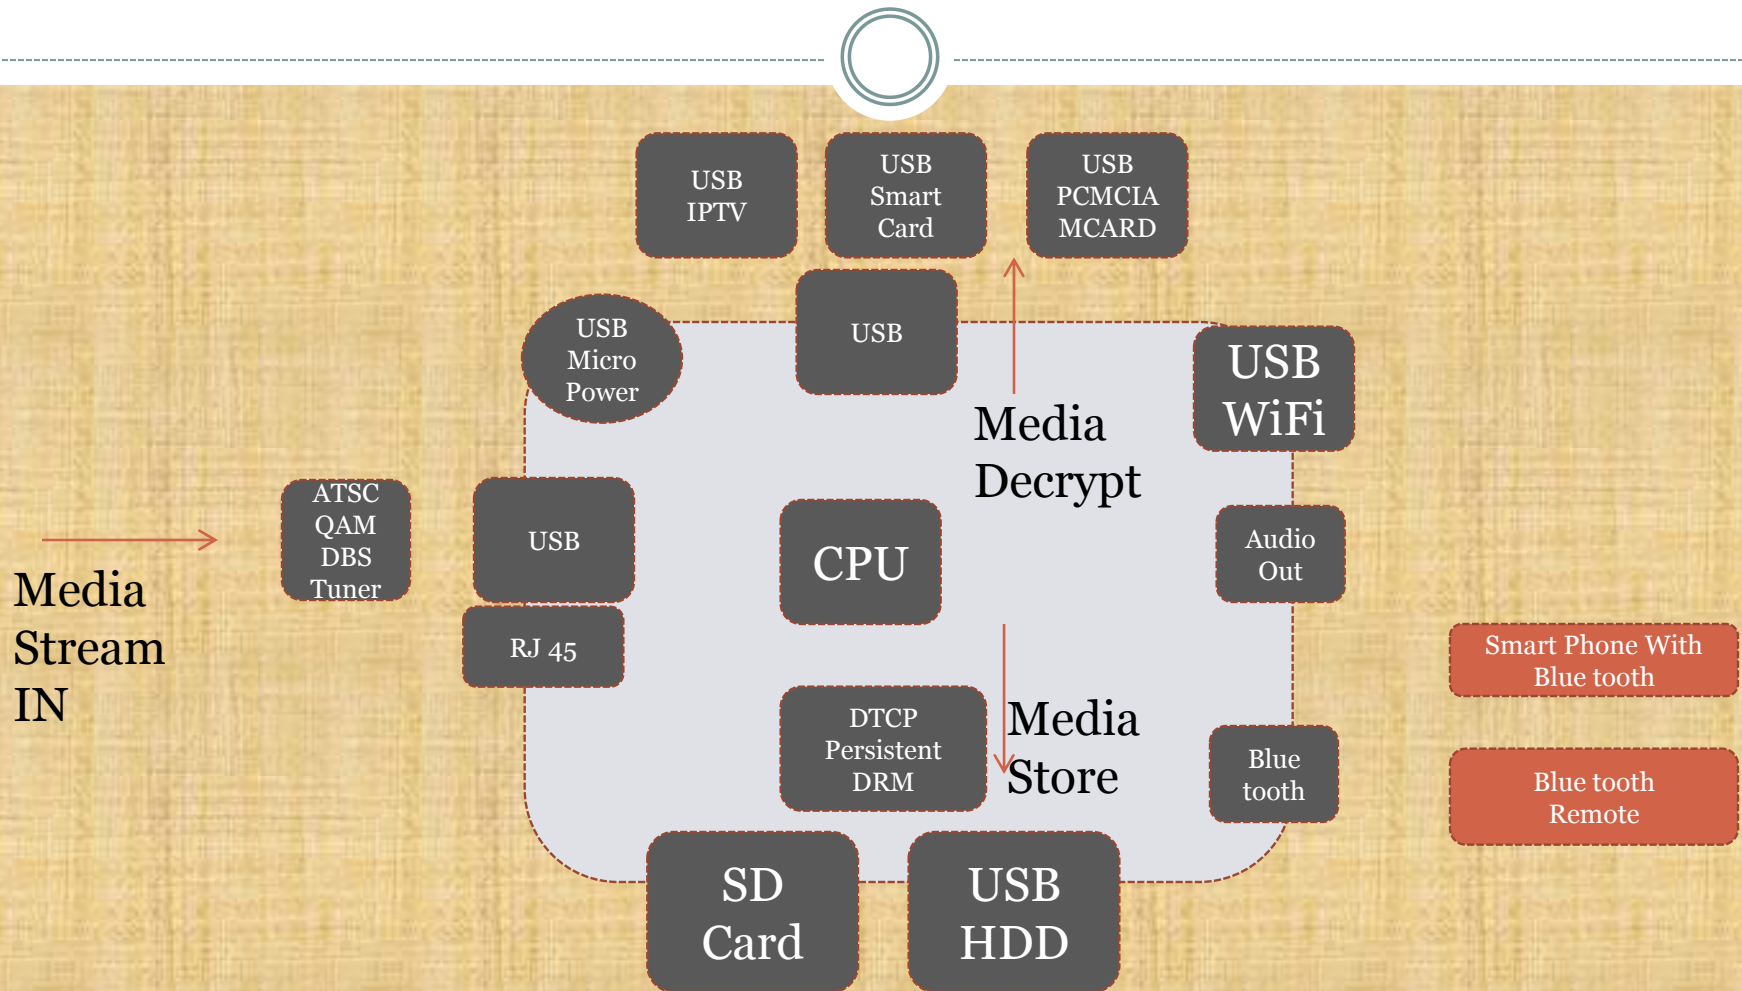 USB
IPTV
USB
Smart
Card
USB
PCMCIA
MCARD
USB
Micro
Power
USB
USB
WiFi
Media
Decrypt
ATSC
QAM
DBS
Tuner
USB
CPU
Audio
Out
Media
Stream
IN
RJ 45
Smart Phone With
Blue tooth
DTCP
Persistent
DRM
Media
Store
Blue
tooth
Blue tooth
Remote
SD
Card
USB
HDD